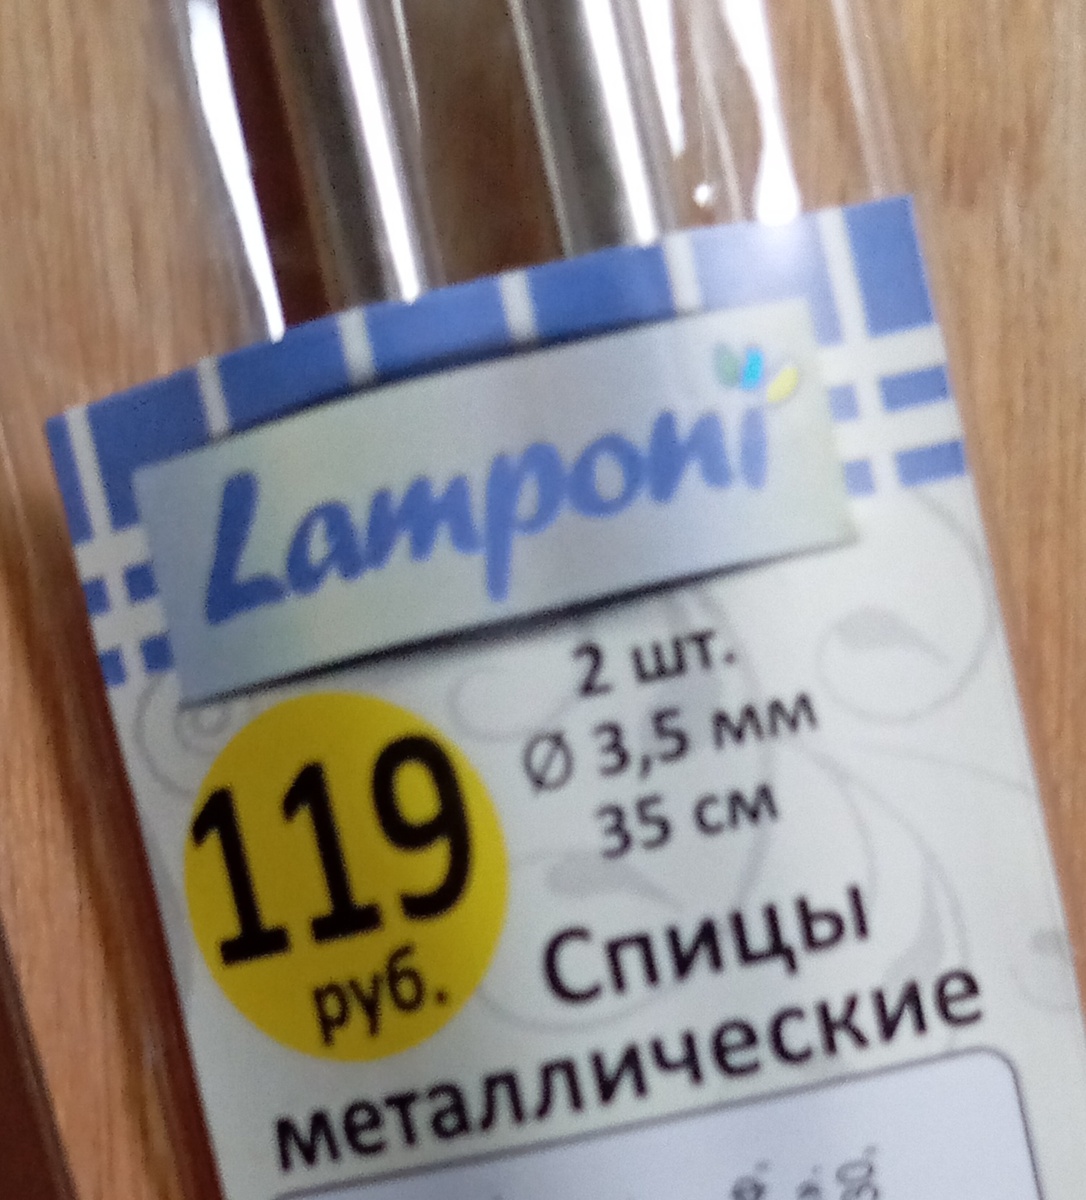 Lamponi
2 шт.
Ø 3,5 мм
35 см
119
руб.
Спицы
металлические